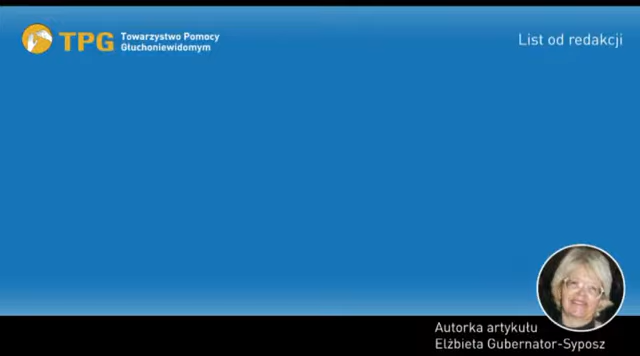 TPG
Towarzystwo Pomocy
Głuchoniewidomym
List od redakcji
Autorka artykułu
Elżbieta Gubernator-Syposz